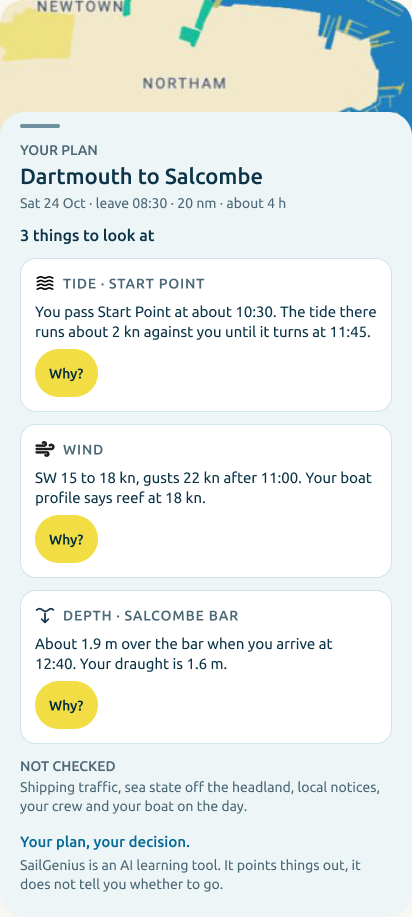 NEWTOWN
NORTHAM
YOUR PLAN
Dartmouth to Salcombe
Sat 24 Oct · leave 08:30 · 20 nm · about 4 h
3 things to look at
TIDE · START POINT
You pass Start Point at about 10:30. The tide there
runs about 2 kn against you until it turns at 11:45.
Why?
WIND
SW 15 to 18 kn, gusts 22 kn after 11:00. Your boat
profile says reef at 18 kn.
Why?
DEPTH · SALCOMBE BAR
About 1.9 m over the bar when you arrive at
12:40. Your draught is 1.6 m.
Why?
NOT CHECKED
Shipping traffic, sea state off the headland, local notices,
your crew and your boat on the day.
Your plan, your decision.
SailGenius is an AI learning tool. It points things out, it
does not tell you whether to go.